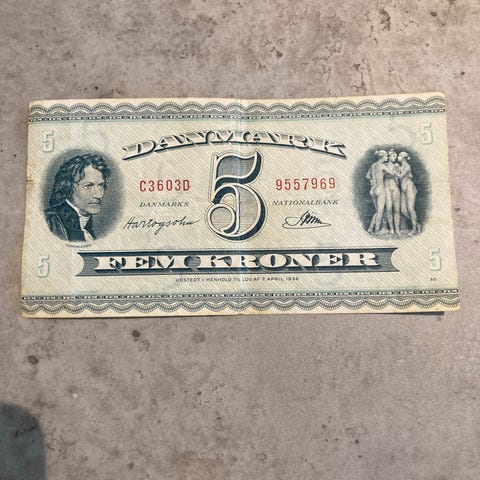 5 5
DANMARK
C3603D 5 9557969
DANMARKS NATIONALBANK
Hartogsohn
5 FEM KRONER 5
UDSTEDT I HENHOLD TIL LOV AF 7. APRIL 1936